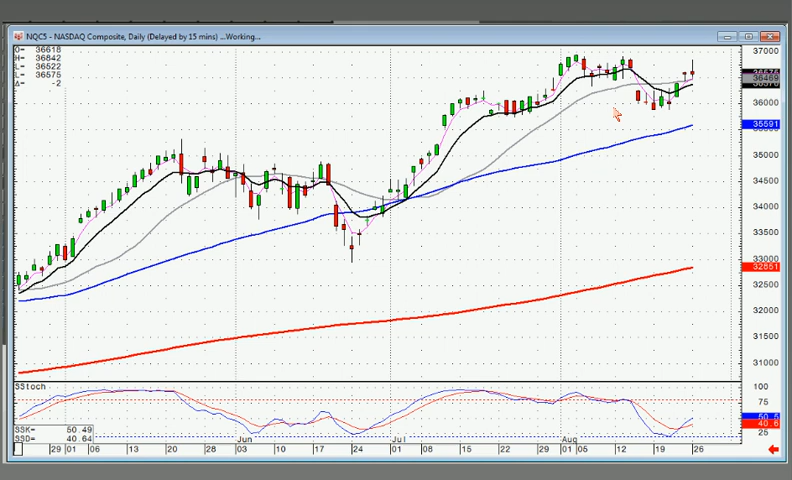 NQC5 - NASDAQ Composite, Daily (Delayed by 15 mins) ...Working...
O= 36618
H= 36842
L= 36522
L= 36575
Δ= -2
37000
36469
36000
35591
35000
34500
34000
33500
33000
32851
32500
32000
31500
31000
SStoch
100
75
50.5
40.6
25
SSK= 50.49
SSD= 40.64
Jun
Jul
Aug
29 01 06 13 20 28 03 10 17 24 01 08 15 22 29 01 05 12 19 26